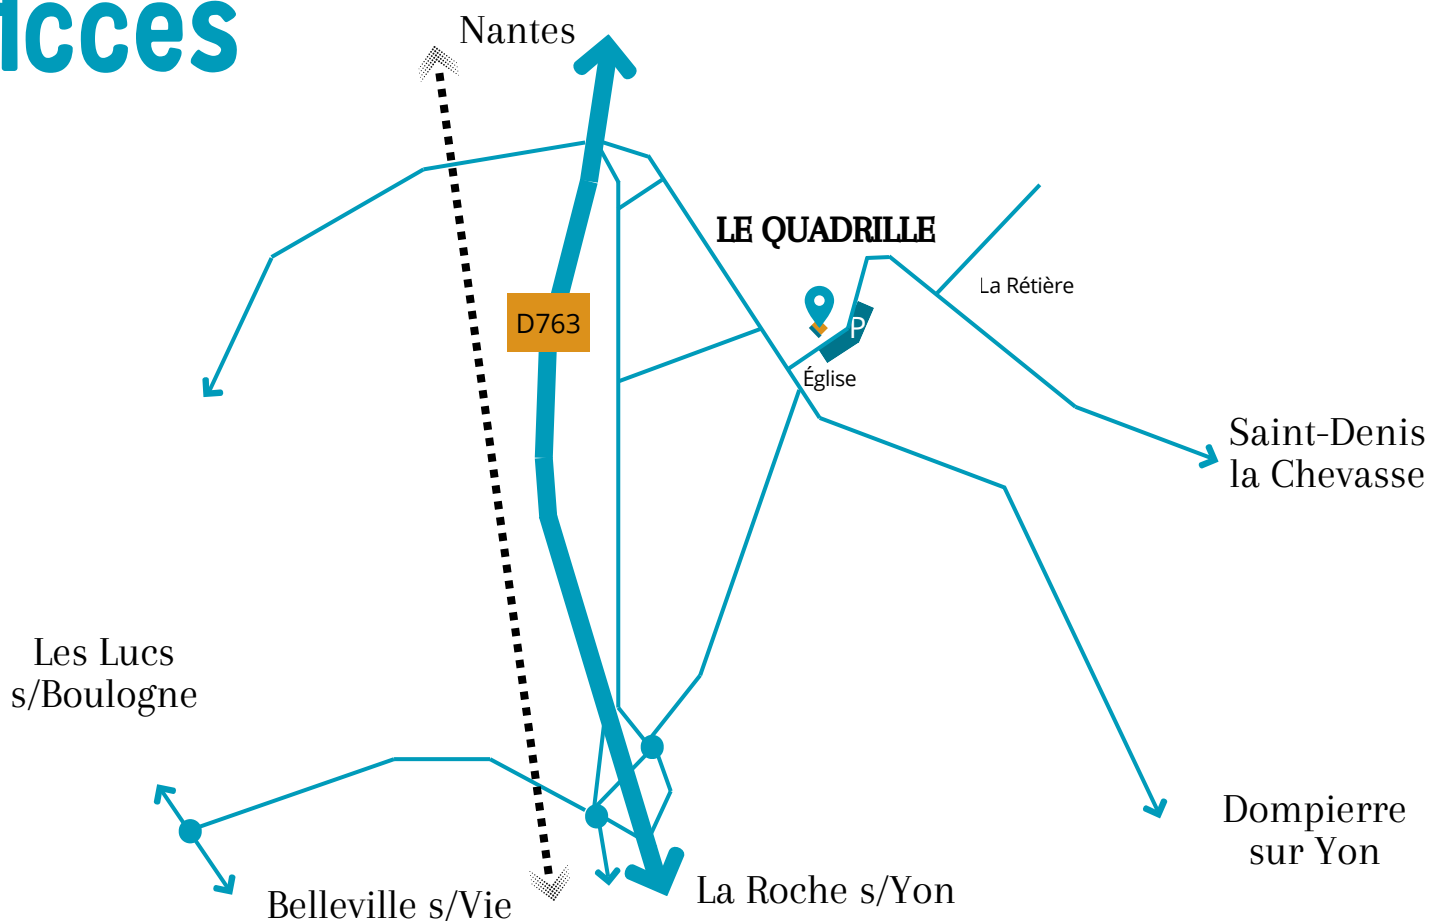 Nantes
LE QUADRILLE
La Rétière
D763
P
Église
Saint-Denis
la Chevasse
Les Lucs
s/Boulogne
Dompierre
sur Yon
La Roche s/Yon
Belleville s/Vie